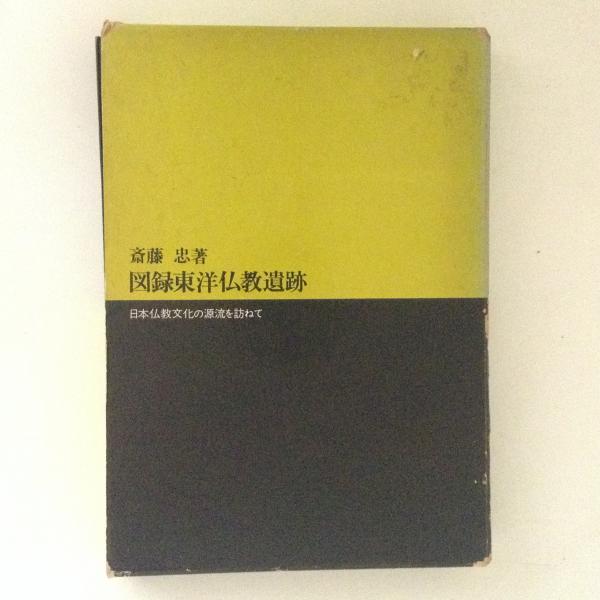 斎藤 忠著
図録東洋仏教遺跡
日本仏教文化の源流を訪ねて